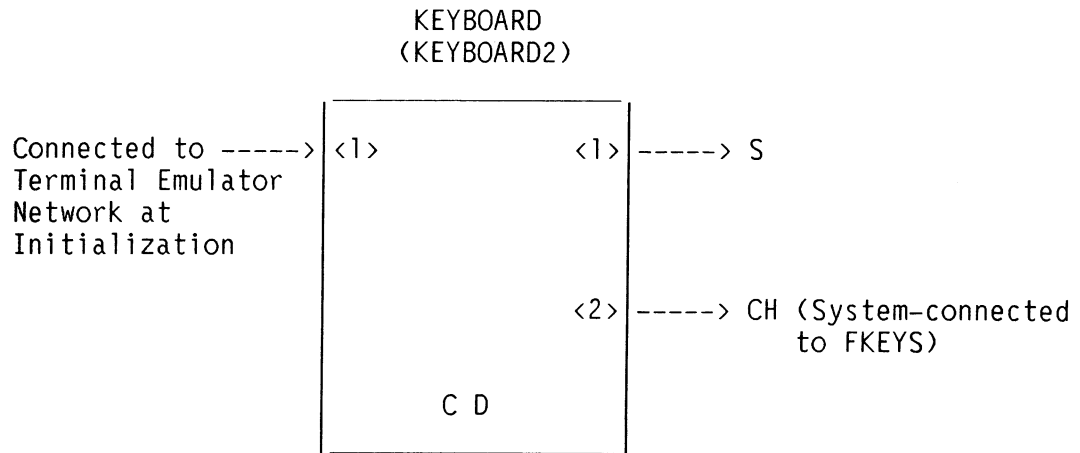 KEYBOARD
(KEYBOARD2)
Connected to -----> <1> <1> -----> S
Terminal Emulator
Network at
Initialization
<2> -----> CH (System-connected
to FKEYS)
C D